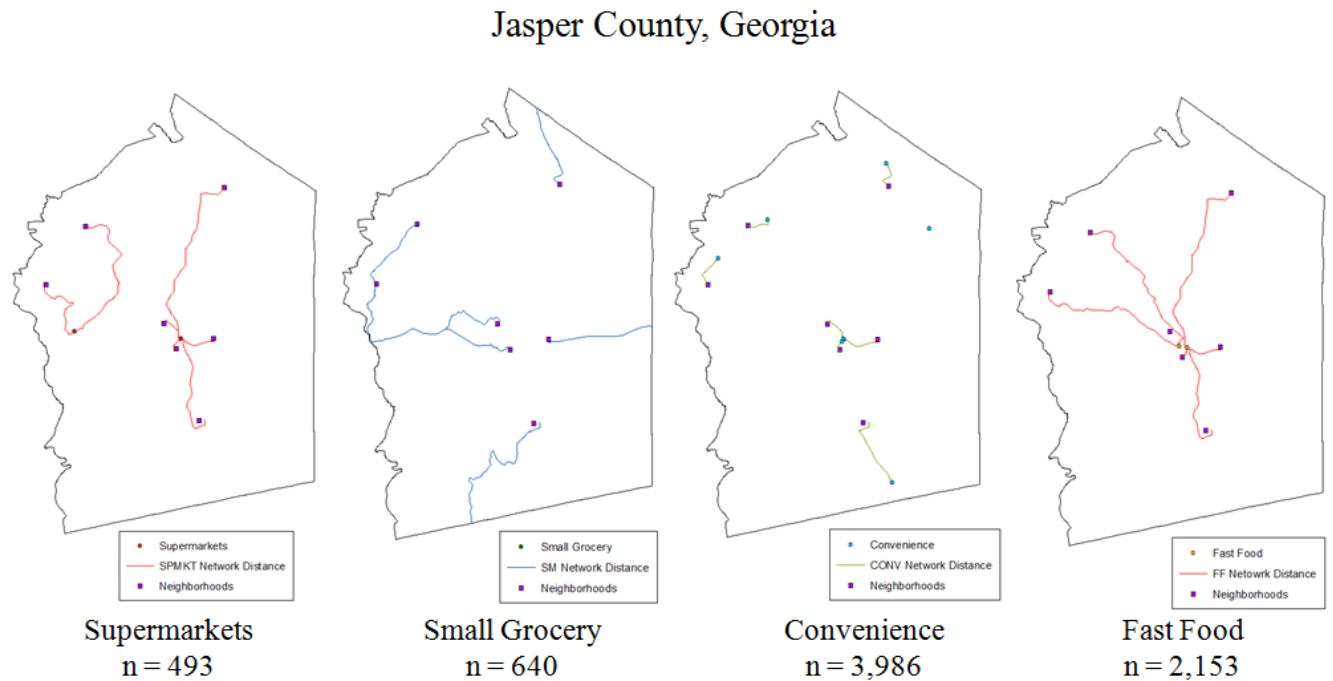 Jasper County, Georgia
Supermarkets
SPMKT Network Distance
Neighborhoods
Small Grocery
SM Network Distance
Neighborhoods
Convenience
CONV Network Distance
Neighborhoods
Fast Food
FF Netowrk Distance
Neighborhoods
Supermarkets
n = 493
Small Grocery
n = 640
Convenience
n = 3,986
Fast Food
n = 2,153